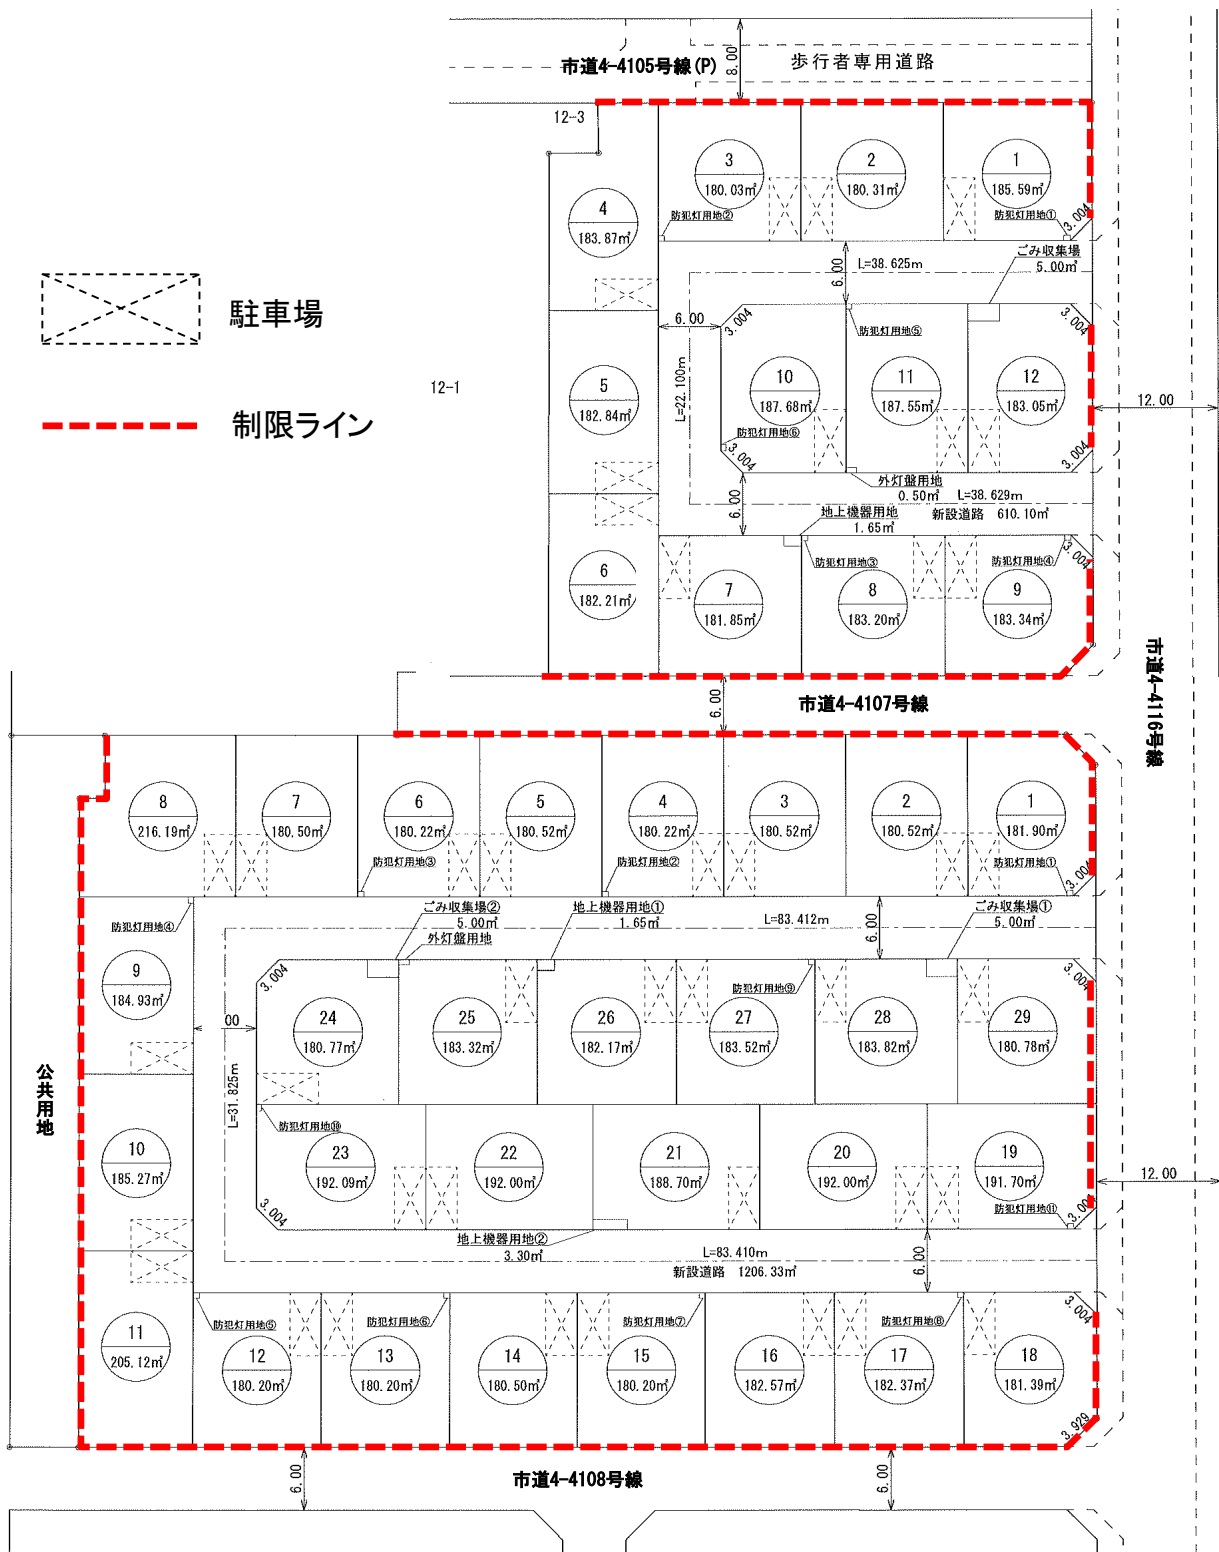 市道4-4105号線(P)
8.00
歩行者専用道路
12-3
3
180.03㎡
2
180.31㎡
1
185.59㎡
4
183.87㎡
防犯灯用地②
防犯灯用地①
3.004
駐車場
6.00
L=38.625m
ごみ収集場
5.00㎡
6.00
3.004
防犯灯用地⑤
3.004
L=22.100m
12-1
5
182.84㎡
10
187.68㎡
11
187.55㎡
12
183.05㎡
12.00
制限ライン
防犯灯用地⑥
3.004
3.004
外灯盤用地
0.50㎡
L=38.629m
6.00
地上機器用地
1.65㎡
新設道路 610.10㎡
防犯灯用地③
防犯灯用地④
3.004
6
182.21㎡
7
181.85㎡
8
183.20㎡
9
183.34㎡
市道4-4116号線
6.00
市道4-4107号線
8
216.19㎡
7
180.50㎡
6
180.22㎡
5
180.52㎡
4
180.22㎡
3
180.52㎡
2
180.52㎡
1
181.90㎡
防犯灯用地③
防犯灯用地②
防犯灯用地①
3.004
防犯灯用地④
ごみ収集場②
5.00㎡
外灯盤用地
地上機器用地①
1.65㎡
L=83.412m
6.00
ごみ収集場①
5.00㎡
9
184.93㎡
3.004
防犯灯用地⑨
3.004
00
24
180.77㎡
25
183.32㎡
26
182.17㎡
27
183.52㎡
28
183.82㎡
29
180.78㎡
公共用地
L=31.825m
防犯灯用地⑩
10
185.27㎡
23
192.09㎡
22
192.00㎡
21
188.70㎡
20
192.00㎡
19
191.70㎡
12.00
3.004
防犯灯用地⑪
3.004
地上機器用地②
3.30㎡
L=83.410m
新設道路 1206.33㎡
6.00
3.004
防犯灯用地⑤
防犯灯用地⑥
防犯灯用地⑦
防犯灯用地⑧
11
205.12㎡
12
180.20㎡
13
180.20㎡
14
180.50㎡
15
180.20㎡
16
182.57㎡
17
182.37㎡
18
181.39㎡
3.929
6.00
市道4-4108号線
6.00